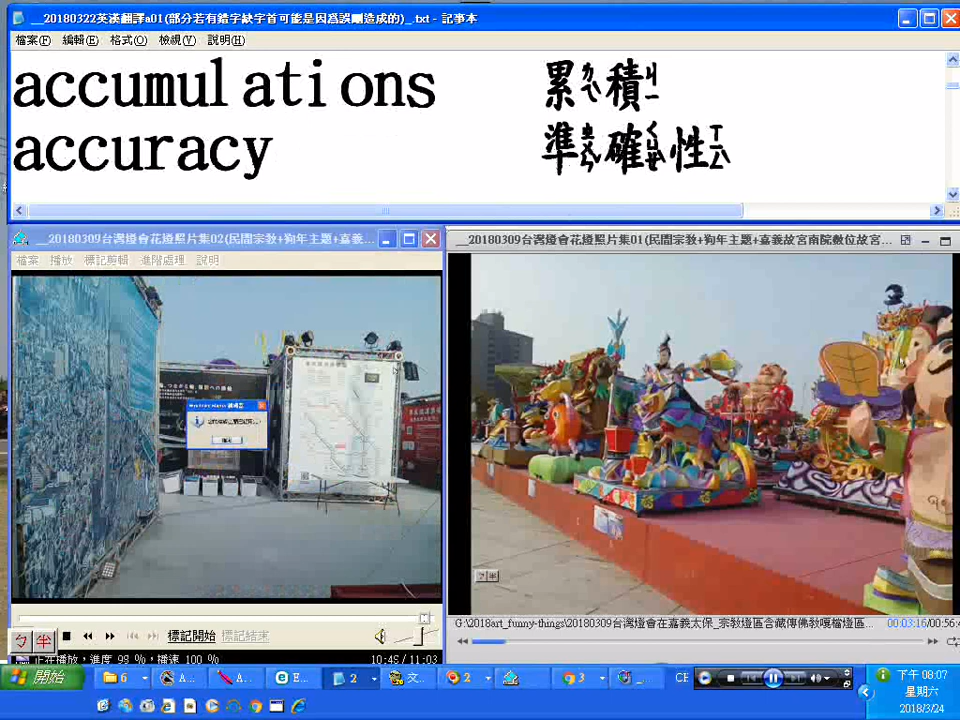 __20180322英漢翻譯a01(部分若有錯字缺字首可能是因為誤刪造成的)_.txt - 記事本
檔案(F) 編輯(E) 格式(O) 檢視(V) 說明(H)
accumulations 累積
accuracy 準確性
__20180309台灣燈會花燈照片集02(民間宗教+狗年主題+嘉義...
檔案 播放 標記剪輯 進階處理 說明
__20180309台灣燈會花燈照片集01(民間宗教+狗年主題+嘉義故宮南院數位故宮...
ㄅ 半
標記開始 標記結束
正在播放, 進度 98 %, 播速 100 %
10:45 / 11:03
G:\2018art_funny-things\20180309台灣燈會在嘉義太保_宗教燈區含藏傳佛教嘎檔燈區...
00:03:16/00:56:4
開始
6
A...
A...
E
2
文...
2
3
CE
下午 08:07
星期六
2018/3/24